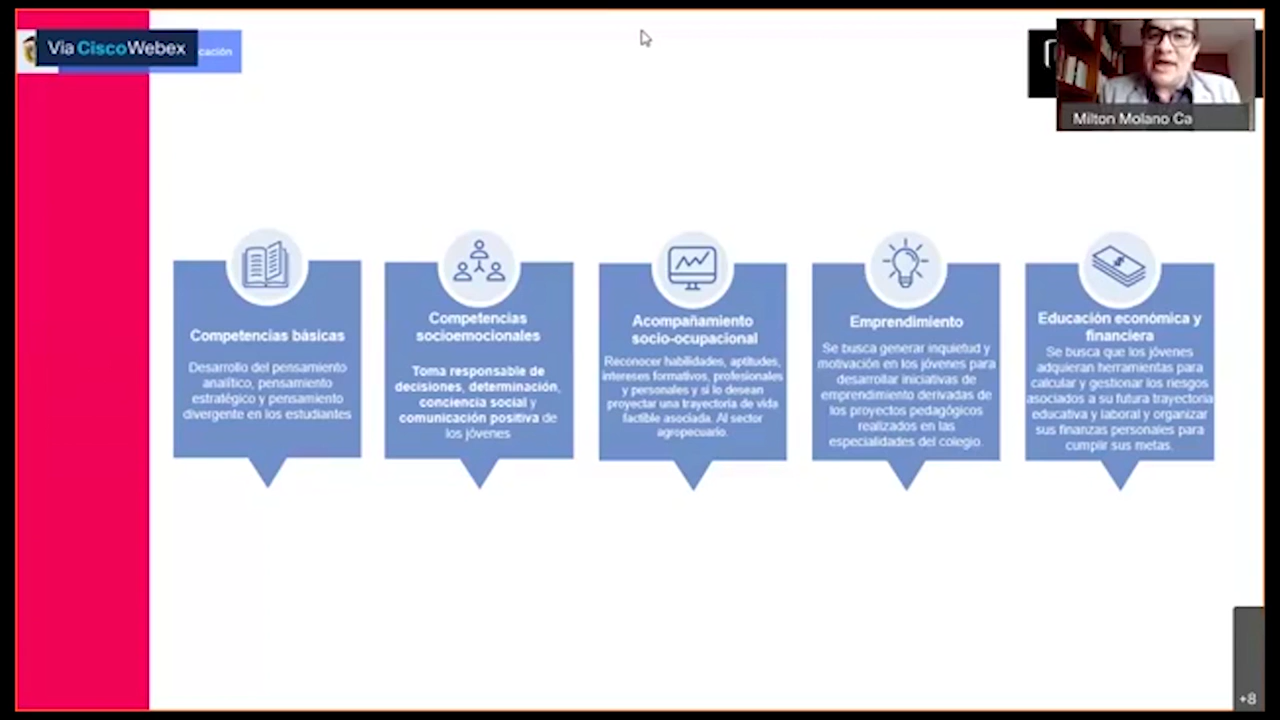 Vía Cisco Webex
cación
Milton Molano Ca
Competencias básicas
Desarrollo del pensamiento
analítico, pensamiento
estratégico y pensamiento
divergente en los estudiantes
Competencias
socioemocionales
Toma responsable de
decisiones, determinación,
conciencia social y
comunicación positiva de
los jóvenes
Acompañamiento
socio-ocupacional
Reconocer habilidades, aptitudes,
intereses formativos, profesionales
y personales y si lo desean
proyectar una trayectoria de vida
factible asociada. Al sector
agropecuario.
Emprendimiento
Se busca generar inquietud y
motivación en los jóvenes para
desarrollar iniciativas de
emprendimiento derivadas de
los proyectos pedagógicos
realizados en las
especialidades del colegio.
Educación económica y
financiera
Se busca que los jóvenes
adquieran herramientas para
calcular y gestionar los riesgos
asociados a su futura trayectoria
educativa y laboral y organizar
sus finanzas personales para
cumplir sus metas.
+8